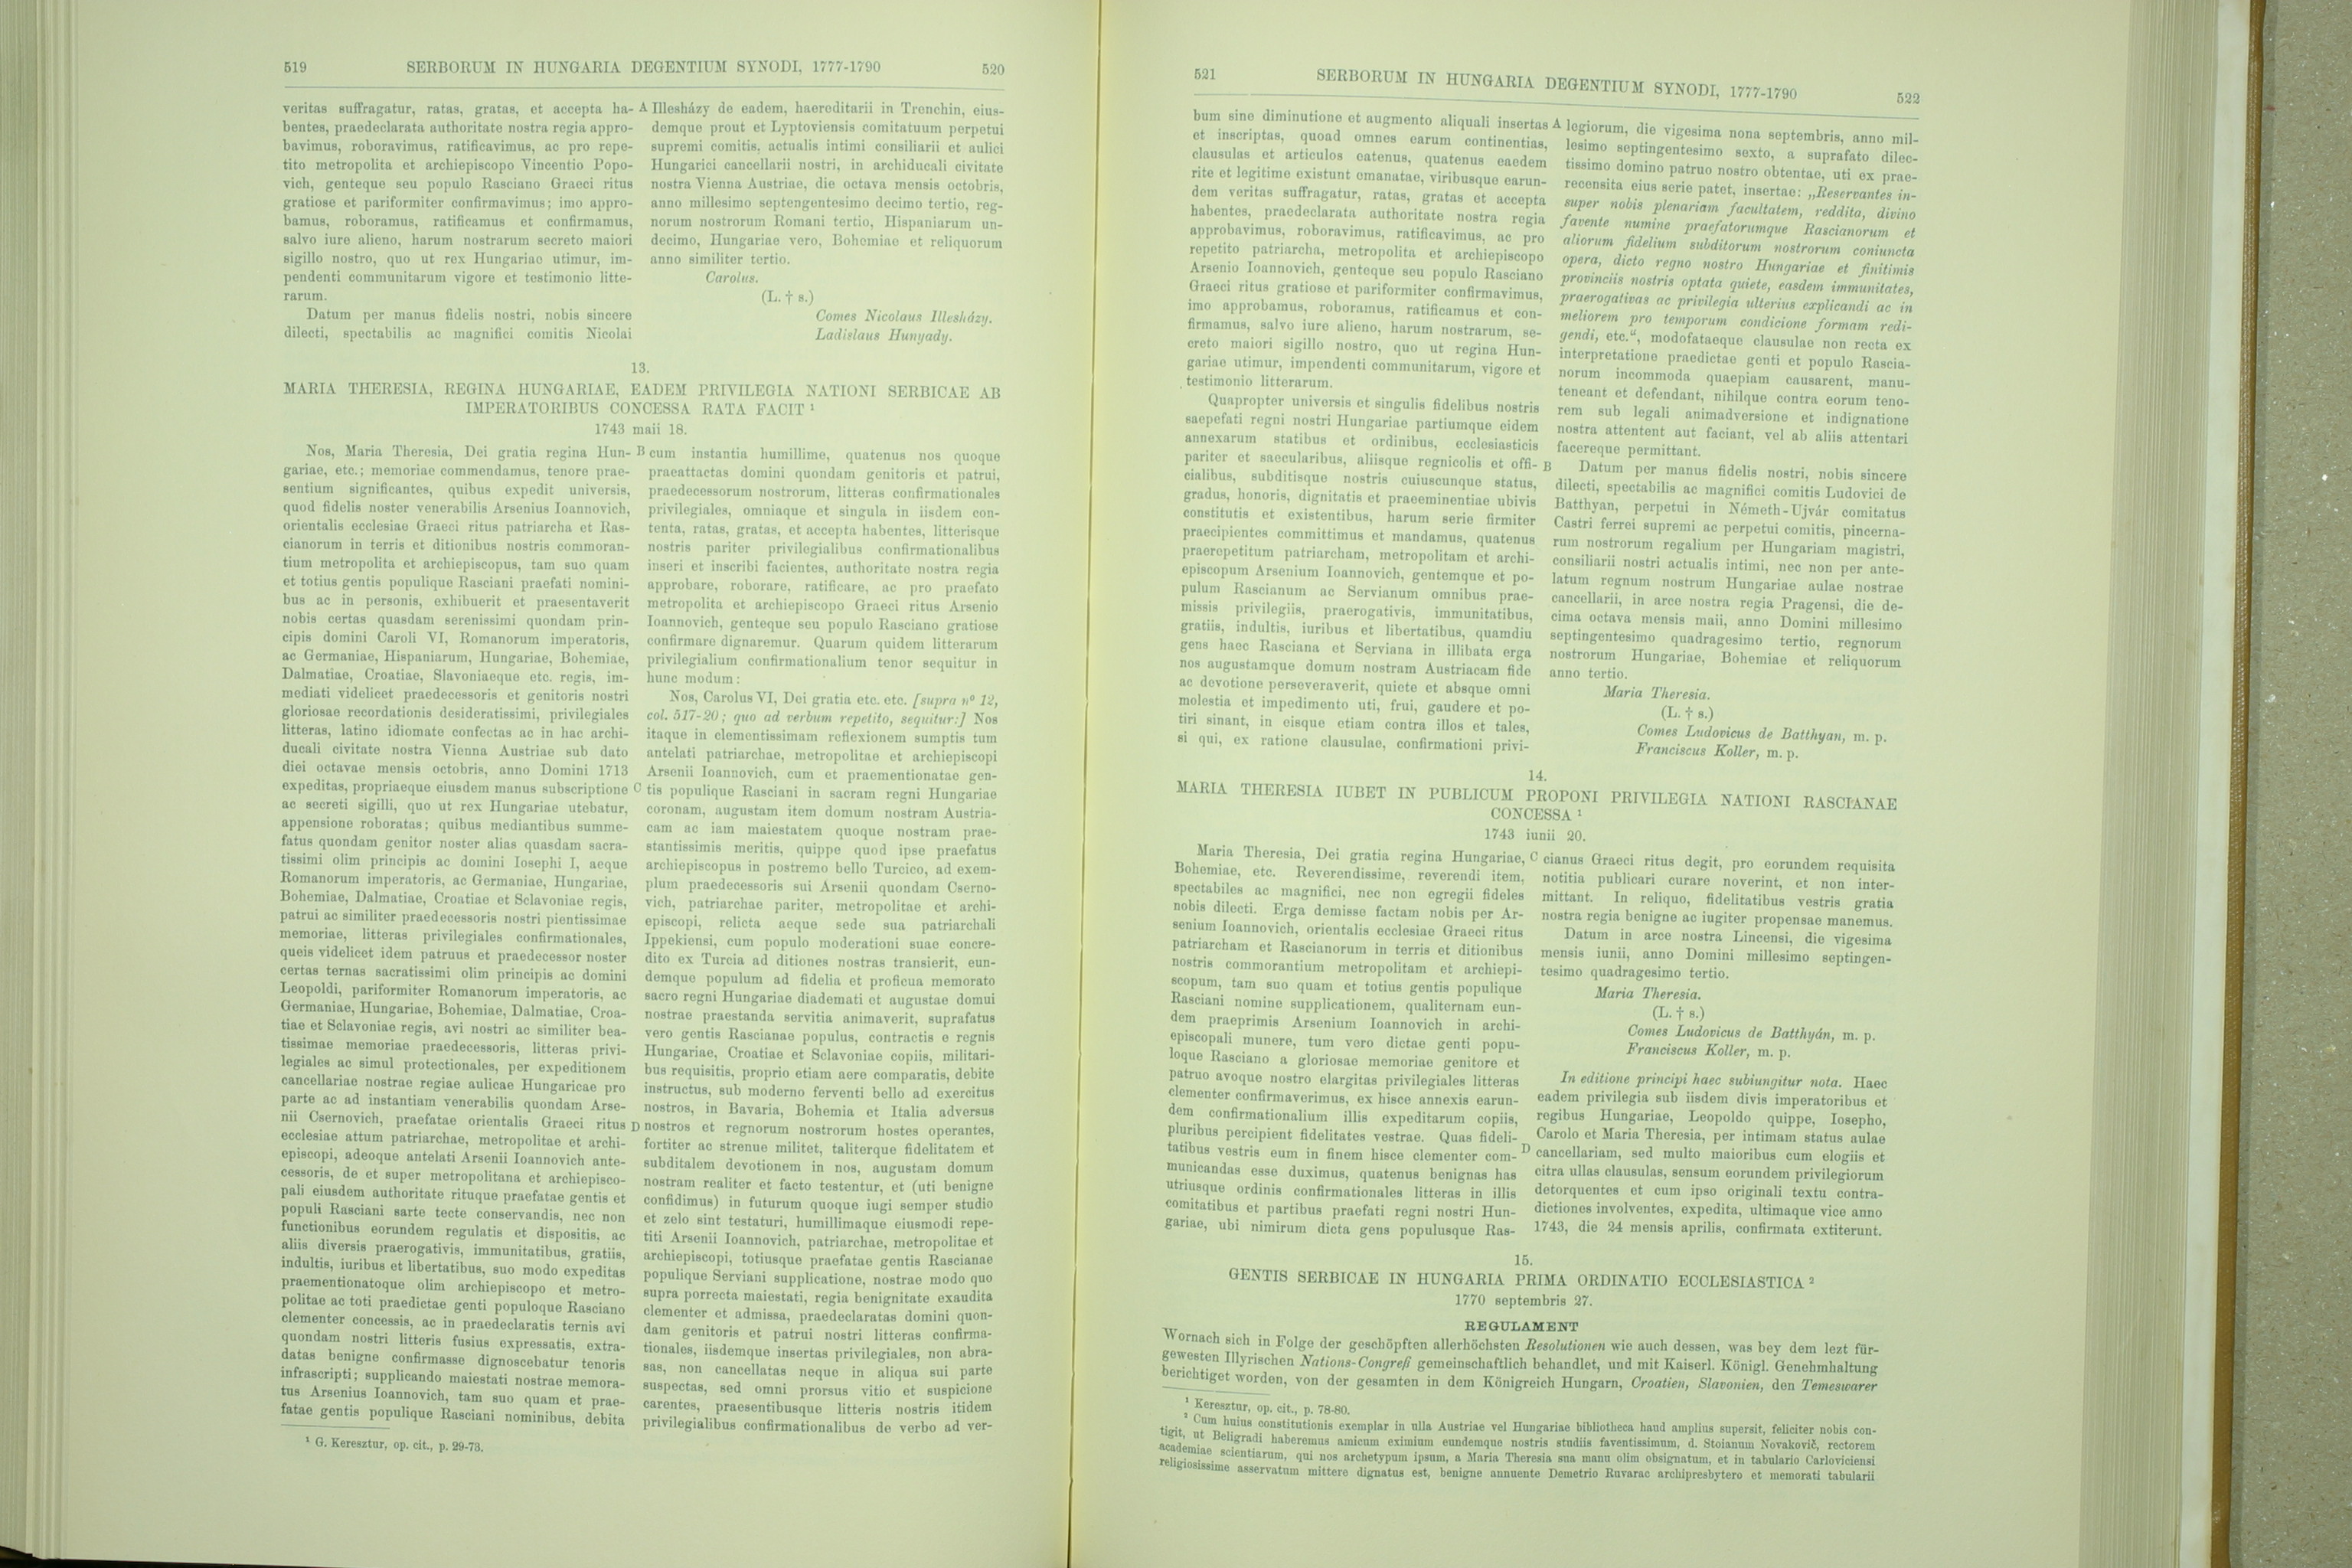 519 SERBORUM IN HUNGARIA DEGENTIUM SYNODI, 1777-1790 520
veritas suffragatur, ratas, gratas, et accepta ha-
bentes, praedeclarata authoritate nostra regia appro-
bavimus, roboravimus, ratificavimus, ac pro repe-
tito metropolita et archiepiscopo Vincentio Popo-
vich, genteque seu populo Rasciano Graeci ritus
gratiose et pariformiter confirmavimus; imo appro-
bamus, roboramus, ratificamus et confirmamus,
salvo iure alieno, harum nostrarum secreto maiori
sigillo nostro, quo ut rex Hungariae utimur, im-
pendenti communitarum vigore et testimonio litte-
rarum.
Datum per manus fidelis nostri, nobis sincere
dilecti, spectabilis ac magnifici comitis Nicolai
A Illesházy de eadem, haereditarii in Trenchin, eius-
demque prout et Lyptoviensis comitatuum perpetui
supremi comitis, actualis intimi consiliarii et aulici
Hungarici cancellarii nostri, in archiducali civitate
nostra Vienna Austriae, die octava mensis octobris,
anno millesimo septengentesimo decimo tertio, reg-
norum nostrorum Romani tertio, Hispaniarum un-
decimo, Hungariae vero, Bohemiae et reliquorum
anno similiter tertio.
Carolus.
(L. † s.)
Comes Nicolaus Illesházy.
Ladislaus Hunyady.
13.
MARIA THERESIA, REGINA HUNGARIAE, EADEM PRIVILEGIA NATIONI SERBICAE AB
IMPERATORIBUS CONCESSA RATA FACIT ¹
1743 maii 18.
Nos, Maria Theresia, Dei gratia regina Hun-
gariae, etc.; memoriae commendamus, tenore prae-
sentium significantes, quibus expedit universis,
quod fidelis noster venerabilis Arsenius Ioannovich,
orientalis ecclesiae Graeci ritus patriarcha et Ras-
cianorum in terris et ditionibus nostris commoran-
tium metropolita et archiepiscopus, tam suo quam
et totius gentis populique Rasciani praefati nomini-
bus ac in personis, exhibuerit et praesentaverit
nobis certas quasdam serenissimi quondam prin-
cipis domini Caroli VI, Romanorum imperatoris,
ac Germaniae, Hispaniarum, Hungariae, Bohemiae,
Dalmatiae, Croatiae, Slavoniaeque etc. regis, im-
mediati videlicet praedecessoris et genitoris nostri
gloriosae recordationis desideratissimi, privilegiales
litteras, latino idiomate confectas ac in hac archi-
ducali civitate nostra Vienna Austriae sub dato
diei octavae mensis octobris, anno Domini 1713
expeditas, propriaeque eiusdem manus subscriptione
ac secreti sigilli, quo ut rex Hungariae utebatur,
appensione roboratas; quibus mediantibus summe-
fatus quondam genitor noster alias quasdam sacra-
tissimi olim principis ac domini Iosephi I, aeque
Romanorum imperatoris, ac Germaniae, Hungariae,
Bohemiae, Dalmatiae, Croatiae et Sclavoniae regis,
patrui ac similiter praedecessoris nostri pientissimae
memoriae, litteras privilegiales confirmationales,
queis videlicet idem patruus et praedecessor noster
certas ternas sacratissimi olim principis ac domini
Leopoldi, pariformiter Romanorum imperatoris, ac
Germaniae, Hungariae, Bohemiae, Dalmatiae, Croa-
tiae et Sclavoniae regis, avi nostri ac similiter bea-
tissimae memoriae praedecessoris, litteras privi-
legiales ac simul protectionales, per expeditionem
cancellariae nostrae regiae aulicae Hungaricae pro
parte ac ad instantiam venerabilis quondam Arse-
nii Csernovich, praefatae orientalis Graeci ritus
ecclesiae attum patriarchae, metropolitae et archi-
episcopi, adeoque antelati Arsenii Ioannovich ante-
cessoris, de et super metropolitana et archiepisco-
pali eiusdem authoritate rituque praefatae gentis et
populi Rasciani sarte tecte conservandis, nec non
functionibus eorundem regulatis et dispositis, ac
aliis diversis praerogativis, immunitatibus, gratiis,
indultis, iuribus et libertatibus, suo modo expeditas
praementionatoque olim archiepiscopo et metro-
politae ac toti praedictae genti populoque Rasciano
clementer concessis, ac in praedeclaratis ternis avi
quondam nostri litteris fusius expressatis, extra-
datas benigne confirmasse dignoscebatur tenoris
infrascripti; supplicando maiestati nostrae memora-
tus Arsenius Ioannovich, tam suo quam et prae-
fatae gentis populique Rasciani nominibus, debita
B cum instantia humillime, quatenus nos quoque
praeattactas domini quondam genitoris et patrui,
praedecessorum nostrorum, litteras confirmationales
privilegiales, omniaque et singula in iisdem con-
tenta, ratas, gratas, et accepta habentes, litterisque
nostris pariter privilegialibus confirmationalibus
inseri et inscribi facientes, authoritate nostra regia
approbare, roborare, ratificare, ac pro praefato
metropolita et archiepiscopo Graeci ritus Arsenio
Ioannovich, genteque seu populo Rasciano gratiose
confirmare dignaremur. Quarum quidem litterarum
privilegialium confirmationalium tenor sequitur in
hunc modum:
Nos, Carolus VI, Dei gratia etc. etc. [supra nº 12,
col. 517-20; quo ad verbum repetito, sequitur:] Nos
itaque in clementissimam reflexionem sumptis tum
antelati patriarchae, metropolitae et archiepiscopi
Arsenii Ioannovich, cum et praementionatae gen-
C tis populique Rasciani in sacram regni Hungariae
coronam, augustam item domum nostram Austria-
cam ac iam maiestatem quoque nostram prae-
stantissimis meritis, quippe quod ipse praefatus
archiepiscopus in postremo bello Turcico, ad exem-
plum praedecessoris sui Arsenii quondam Cserno-
vich, patriarchae pariter, metropolitae et archi-
episcopi, relicta aeque sede sua patriarchali
Ippekiensi, cum populo moderationi suae concre-
dito ex Turcia ad ditiones nostras transierit, eun-
demque populum ad fidelia et proficua memorato
sacro regni Hungariae diademati et augustae domui
nostrae praestanda servitia animaverit, suprafatus
vero gentis Rascianae populus, contractis e regnis
Hungariae, Croatiae et Sclavoniae copiis, militari-
bus requisitis, proprio etiam aere comparatis, debite
instructus, sub moderno ferventi bello ad exercitus
nostros, in Bavaria, Bohemia et Italia adversus
D nostros et regnorum nostrorum hostes operantes,
fortiter ac strenue militet, taliterque fidelitatem et
subditalem devotionem in nos, augustam domum
nostram realiter et facto testentur, et (uti benigne
confidimus) in futurum quoque iugi semper studio
et zelo sint testaturi, humillimaque eiusmodi repe-
titi Arsenii Ioannovich, patriarchae, metropolitae et
archiepiscopi, totiusque praefatae gentis Rascianae
populique Serviani supplicatione, nostrae modo quo
supra porrecta maiestati, regia benignitate exaudita
clementer et admissa, praedeclaratas domini quon-
dam genitoris et patrui nostri litteras confirma-
tionales, iisdemque insertas privilegiales, non abra-
sas, non cancellatas neque in aliqua sui parte
suspectas, sed omni prorsus vitio et suspicione
carentes, praesentibusque litteris nostris itidem
privilegialibus confirmationalibus de verbo ad ver-
¹ G. Keresztur, op. cit., p. 29-73.
521 SERBORUM IN HUNGARIA DEGENTIUM SYNODI, 1777-1790 522
bum sine diminutione et augmento aliquali insertas
et inscriptas, quoad omnes earum continentias,
clausulas et articulos eatenus, quatenus eaedem
rite et legitime existunt emanatae, viribusque earun-
dem veritas suffragatur, ratas, gratas et accepta
habentes, praedeclarata authoritate nostra regia
approbavimus, roboravimus, ratificavimus, ac pro
repetito patriarcha, metropolita et archiepiscopo
Arsenio Ioannovich, genteque seu populo Rasciano
Graeci ritus gratiose et pariformiter confirmavimus,
imo approbamus, roboramus, ratificamus et con-
firmamus, salvo iure alieno, harum nostrarum, se-
creto maiori sigillo nostro, quo ut regina Hun-
gariae utimur, impendenti communitarum, vigore et
testimonio litterarum.
Quapropter universis et singulis fidelibus nostris
saepefati regni nostri Hungariae partiumque eidem
annexarum statibus et ordinibus, ecclesiasticis
pariter et saecularibus, aliisque regnicolis et offi-
cialibus, subditisque nostris cuiuscunque status,
gradus, honoris, dignitatis et praeeminentiae ubivis
constitutis et existentibus, harum serie firmiter
praecipientes committimus et mandamus, quatenus
praerepetitum patriarcham, metropolitam et archi-
episcopum Arsenium Ioannovich, gentemque et po-
pulum Rascianum ac Servianum omnibus prae-
missis privilegiis, praerogativis, immunitatibus,
gratiis, indultis, iuribus et libertatibus, quamdiu
gens haec Rasciana et Serviana in illibata erga
nos augustamque domum nostram Austriacam fide
ac devotione perseveraverit, quiete et absque omni
molestia et impedimento uti, frui, gaudere et po-
tiri sinant, in eisque etiam contra illos et tales,
si qui, ex ratione clausulae, confirmationi privi-
A legiorum, die vigesima nona septembris, anno mil-
lesimo septingentesimo sexto, a suprafato dilec-
tissimo domino patruo nostro obtentae, uti ex prae-
recensita eius serie patet, insertae: „Reservantes in-
super nobis plenariam facultatem, reddita, divino
favente numine praefatorumque Rascianorum et
aliorum fidelium subditorum nostrorum coniuncta
opera, dicto regno nostro Hungariae et finitimis
provinciis nostris optata quiete, easdem immunitates,
praerogativas ac privilegia ulterius explicandi ac in
meliorem pro temporum condicione formam redi-
gendi, etc.“, modofataeque clausulae non recta ex
interpretatione praedictae genti et populo Rascia-
norum incommoda quaepiam causarent, manu-
teneant et defendant, nihilque contra eorum teno-
rem sub legali animadversione et indignatione
nostra attentent aut faciant, vel ab aliis attentari
facereque permittant.
B Datum per manus fidelis nostri, nobis sincere
dilecti, spectabilis ac magnifici comitis Ludovici de
Batthyan, perpetui in Németh-Ujvár comitatus
Castri ferrei supremi ac perpetui comitis, pincerna-
rum nostrorum regalium per Hungariam magistri,
consiliarii nostri actualis intimi, nec non per ante-
latum regnum nostrum Hungariae aulae nostrae
cancellarii, in arce nostra regia Pragensi, die de-
cima octava mensis maii, anno Domini millesimo
septingentesimo quadragesimo tertio, regnorum
nostrorum Hungariae, Bohemiae et reliquorum
anno tertio.
Maria Theresia.
(L. † s.)
Comes Ludovicus de Batthyan, m. p.
Franciscus Koller, m. p.
14.
MARIA THERESIA IUBET IN PUBLICUM PROPONI PRIVILEGIA NATIONI RASCIANAE
CONCESSA ¹
1743 iunii 20.
Maria Theresia, Dei gratia regina Hungariae,
Bohemiae, etc. Reverendissime, reverendi item,
spectabiles ac magnifici, nec non egregii fideles
nobis dilecti. Erga demisse factam nobis per Ar-
senium Ioannovich, orientalis ecclesiae Graeci ritus
patriarcham et Rascianorum in terris et ditionibus
nostris commorantium metropolitam et archiepi-
scopum, tam suo quam et totius gentis populique
Rasciani nomine supplicationem, qualiternam eun-
dem praeprimis Arsenium Ioannovich in archi-
episcopali munere, tum vero dictae genti popu-
loque Rasciano a gloriosae memoriae genitore et
patruo avoque nostro elargitas privilegiales litteras
clementer confirmaverimus, ex hisce annexis earun-
dem confirmationalium illis expeditarum copiis,
pluribus percipient fidelitates vestrae. Quas fideli-
tatibus vestris eum in finem hisce clementer com-
municandas esse duximus, quatenus benignas has
utriusque ordinis confirmationales litteras in illis
comitatibus et partibus praefati regni nostri Hun-
gariae, ubi nimirum dicta gens populusque Ras-
C cianus Graeci ritus degit, pro eorundem requisita
notitia publicari curare noverint, et non inter-
mittant. In reliquo, fidelitatibus vestris gratia
nostra regia benigne ac iugiter propensae manemus.
Datum in arce nostra Lincensi, die vigesima
mensis iunii, anno Domini millesimo septingen-
tesimo quadragesimo tertio.
Maria Theresia.
(L. † s.)
Comes Ludovicus de Batthyán, m. p.
Franciscus Koller, m. p.
In editione principi haec subiungitur nota. Haec
eadem privilegia sub iisdem divis imperatoribus et
regibus Hungariae, Leopoldo quippe, Iosepho,
Carolo et Maria Theresia, per intimam status aulae
D cancellariam, sed multo maioribus cum elogiis et
citra ullas clausulas, sensum eorundem privilegiorum
detorquentes et cum ipso originali textu contra-
dictiones involventes, expedita, ultimaque vice anno
1743, die 24 mensis aprilis, confirmata extiterunt.
15.
GENTIS SERBICAE IN HUNGARIA PRIMA ORDINATIO ECCLESIASTICA ²
1770 septembris 27.
REGULAMENT
Wornach sich in Folge der geschöpften allerhöchsten Resolutionen wie auch dessen, was bey dem lezt für-
gewesten Illyrischen Nations-Congreß gemeinschaftlich behandlet, und mit Kaiserl. Königl. Genehmhaltung
berichtiget worden, von der gesamten in dem Königreich Hungarn, Croatien, Slavonien, den Temeswarer
¹ Keresztur, op. cit., p. 78-80.
² Cum huius constitutionis exemplar in ulla Austriae vel Hungariae bibliotheca haud amplius supersit, feliciter nobis con-
tigit, ut Beligradi haberemus amicum eximium eundemque nostris studiis faventissimum, d. Stoianum Novakovič, rectorem
academiae scientiarum, qui nos archetypum ipsum, a Maria Theresia sua manu olim obsignatum, et in tabulario Carloviciensi
religiosissime asservatum mittere dignatus est, benigne annuente Demetrio Ruvarac archipresbytero et memorati tabularii